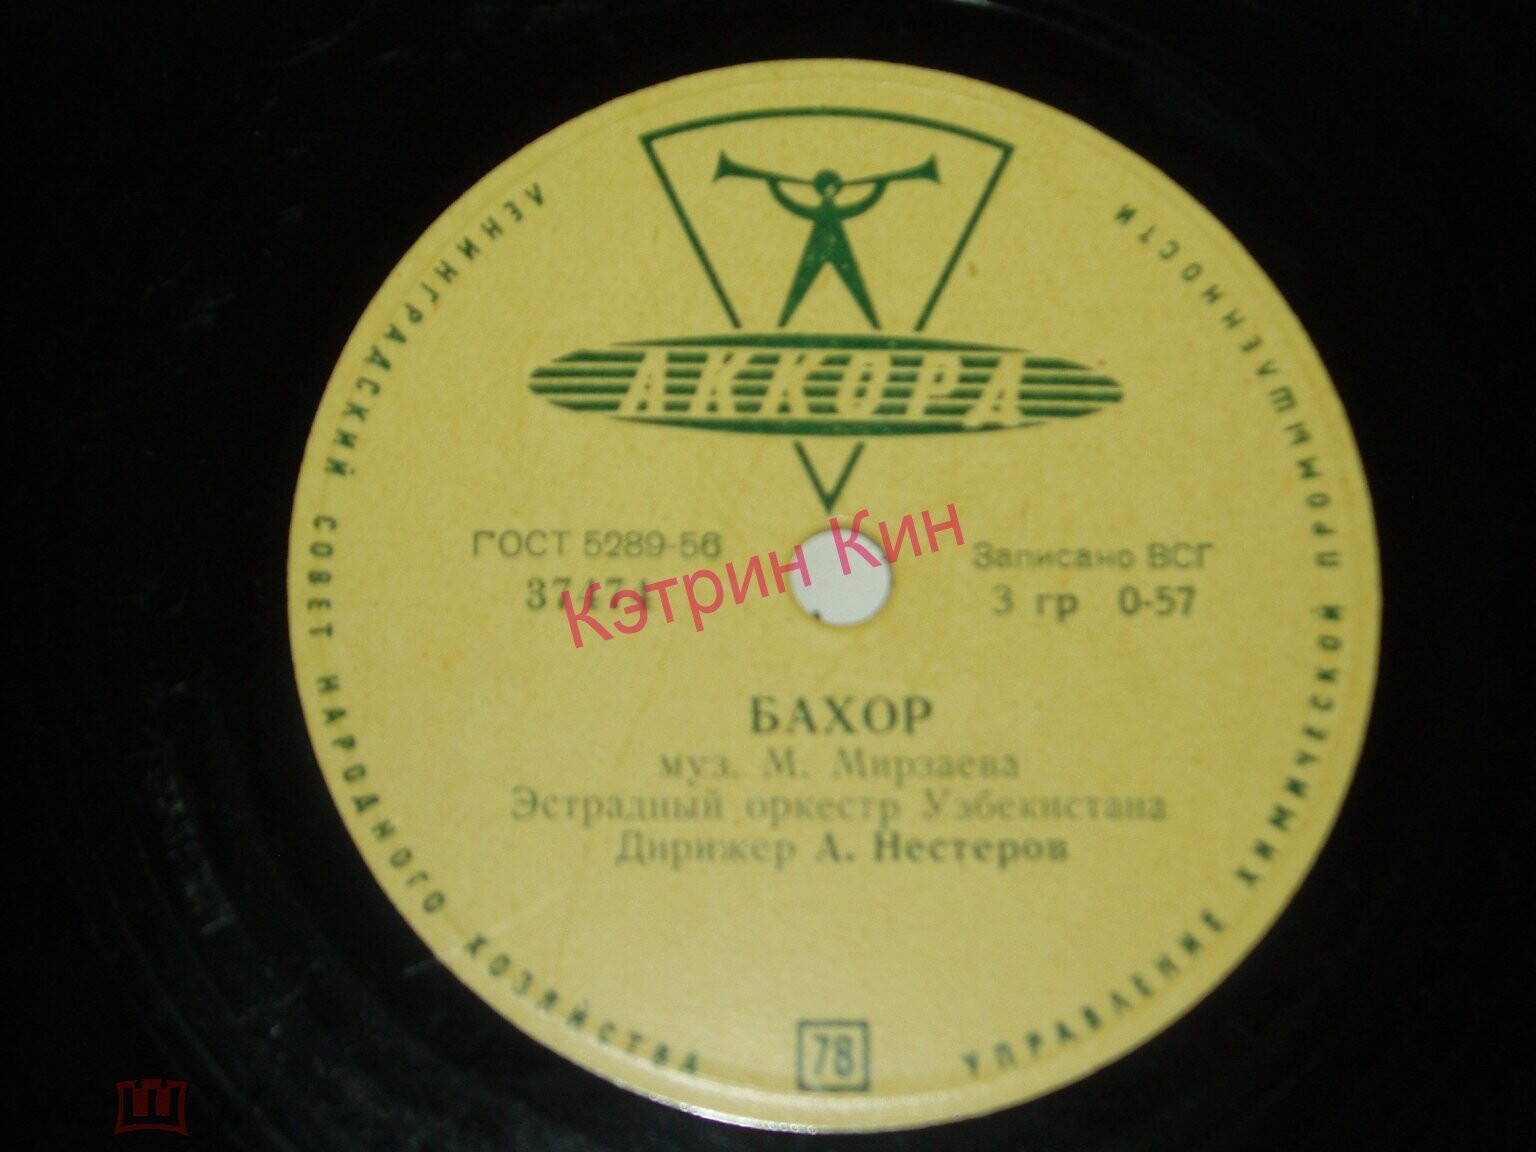 АККОРД
ЛЕНИНГРАДСКИЙ СОВЕТ НАРОДНОГО ХОЗЯЙСТВА
УПРАВЛЕНИЕ ХИМИЧЕСКОЙ ПРОМЫШЛЕННОСТИ
ГОСТ 5289-56
37474
Записано ВСГ
3 гр 0-57
Кэтрин Кин
БАХОР
муз. М. Мирзаева
Эстрадный оркестр Узбекистана
Дирижер А. Нестеров
78